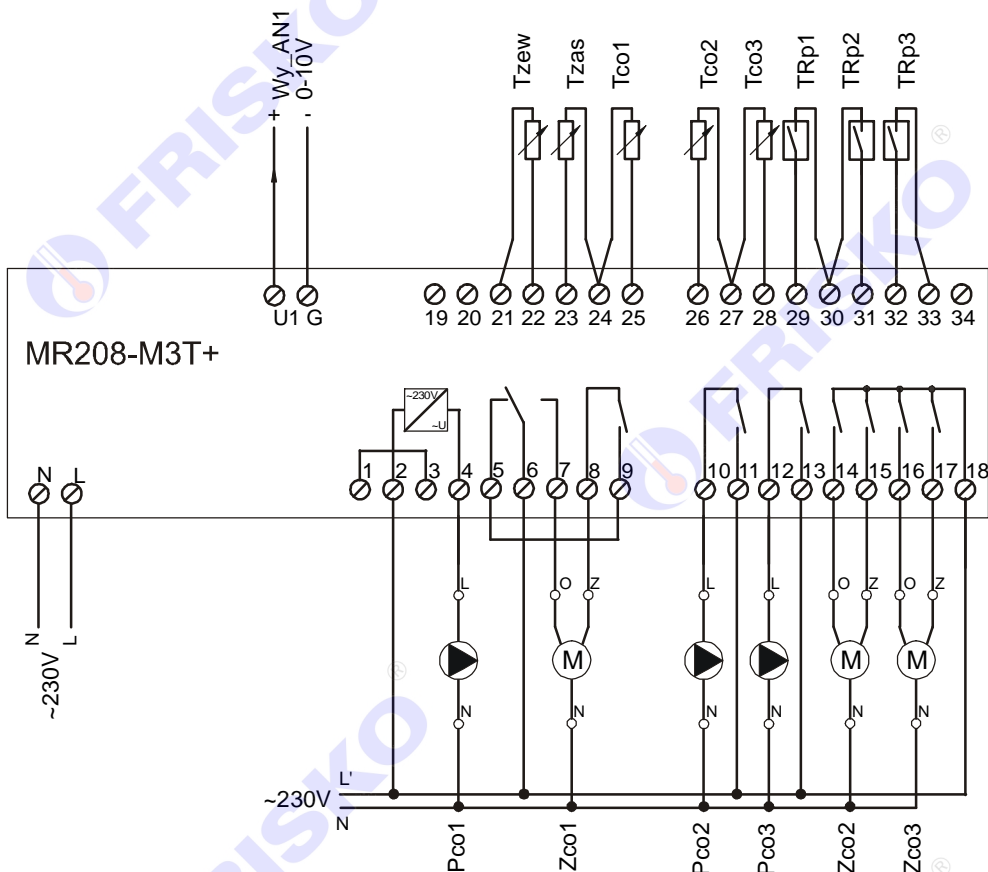 Wy_AN1
0-10V
+ -
Tzew Tzas Tco1 Tco2 Tco3 TRp1 TRp2 TRp3
U1 G 19 20 21 22 23 24 25 26 27 28 29 30 31 32 33 34
MR208-M3T+
~230V
~U
N L
1 2 3 4 5 6 7 8 9 10 11 12 13 14 15 16 17 18
L O Z L L O Z O Z
N L
~230V
M M M
N N N N N N
L'
~230V
N
Pco1 Zco1 Pco2 Pco3 Zco2 Zco3
FRISKO
®
FRISKO
®
FRISKO
®